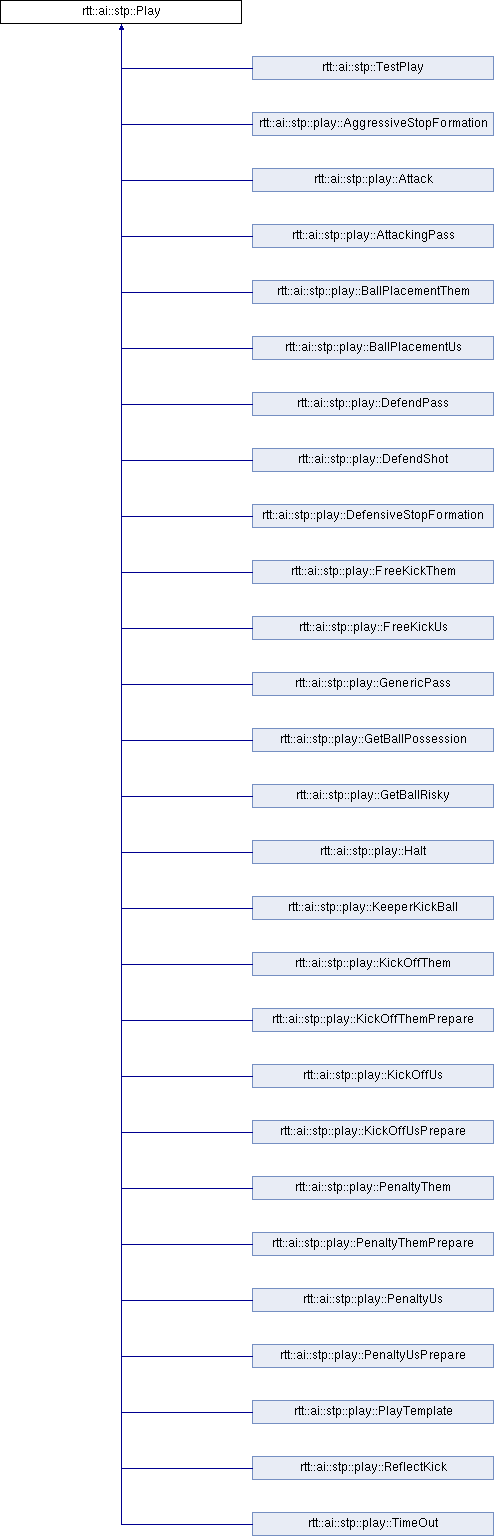 rtt::ai::stp::Play
rtt::ai::stp::TestPlay
rtt::ai::stp::play::AggressiveStopFormation
rtt::ai::stp::play::Attack
rtt::ai::stp::play::AttackingPass
rtt::ai::stp::play::BallPlacementThem
rtt::ai::stp::play::BallPlacementUs
rtt::ai::stp::play::DefendPass
rtt::ai::stp::play::DefendShot
rtt::ai::stp::play::DefensiveStopFormation
rtt::ai::stp::play::FreeKickThem
rtt::ai::stp::play::FreeKickUs
rtt::ai::stp::play::GenericPass
rtt::ai::stp::play::GetBallPossession
rtt::ai::stp::play::GetBallRisky
rtt::ai::stp::play::Halt
rtt::ai::stp::play::KeeperKickBall
rtt::ai::stp::play::KickOffThem
rtt::ai::stp::play::KickOffThemPrepare
rtt::ai::stp::play::KickOffUs
rtt::ai::stp::play::KickOffUsPrepare
rtt::ai::stp::play::PenaltyThem
rtt::ai::stp::play::PenaltyThemPrepare
rtt::ai::stp::play::PenaltyUs
rtt::ai::stp::play::PenaltyUsPrepare
rtt::ai::stp::play::PlayTemplate
rtt::ai::stp::play::ReflectKick
rtt::ai::stp::play::TimeOut